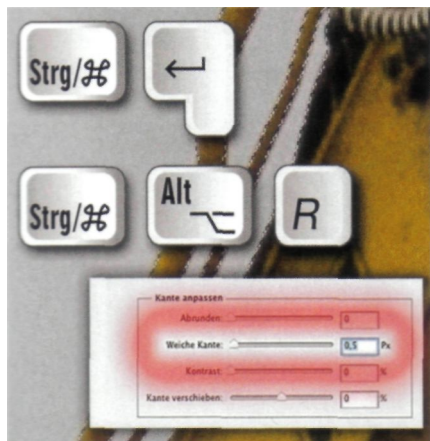 Strg/⌘ ↵
Strg/⌘ Alt ⌥ R
Kante anpassen
Abrunden: 0
Weiche Kante: 0,5 Px
Kontrast: 0 %
Kante verschieben: 0 %